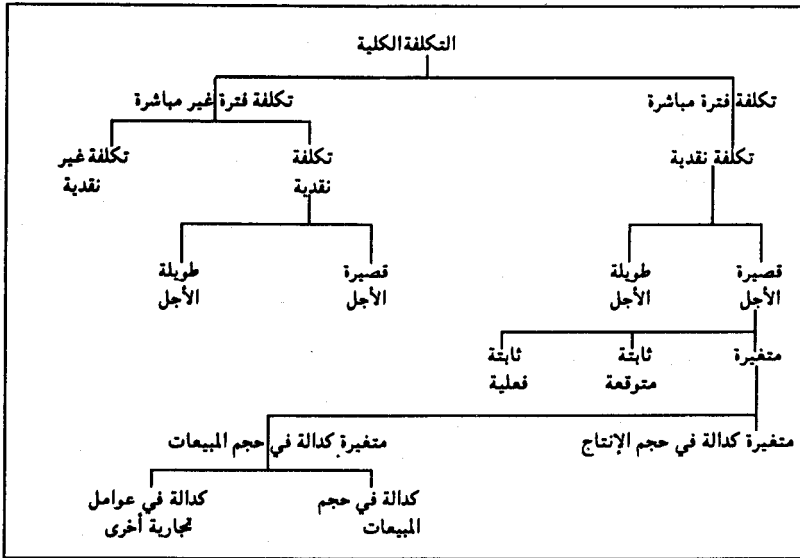 التكلفة الكلية
تكلفة فترة مباشرة
تكلفة فترة غير مباشرة
تكلفة نقدية
تكلفة
نقدية
تكلفة غير
نقدية
قصيرة
الأجل
طويلة
الأجل
قصيرة
الأجل
طويلة
الأجل
متغيرة
ثابتة
متوقعة
ثابتة
فعلية
متغيرة كدالة في حجم الإنتاج
متغيرة كدالة في حجم المبيعات
كدالة في حجم
المبيعات
كدالة في عوامل
تجارية أخرى